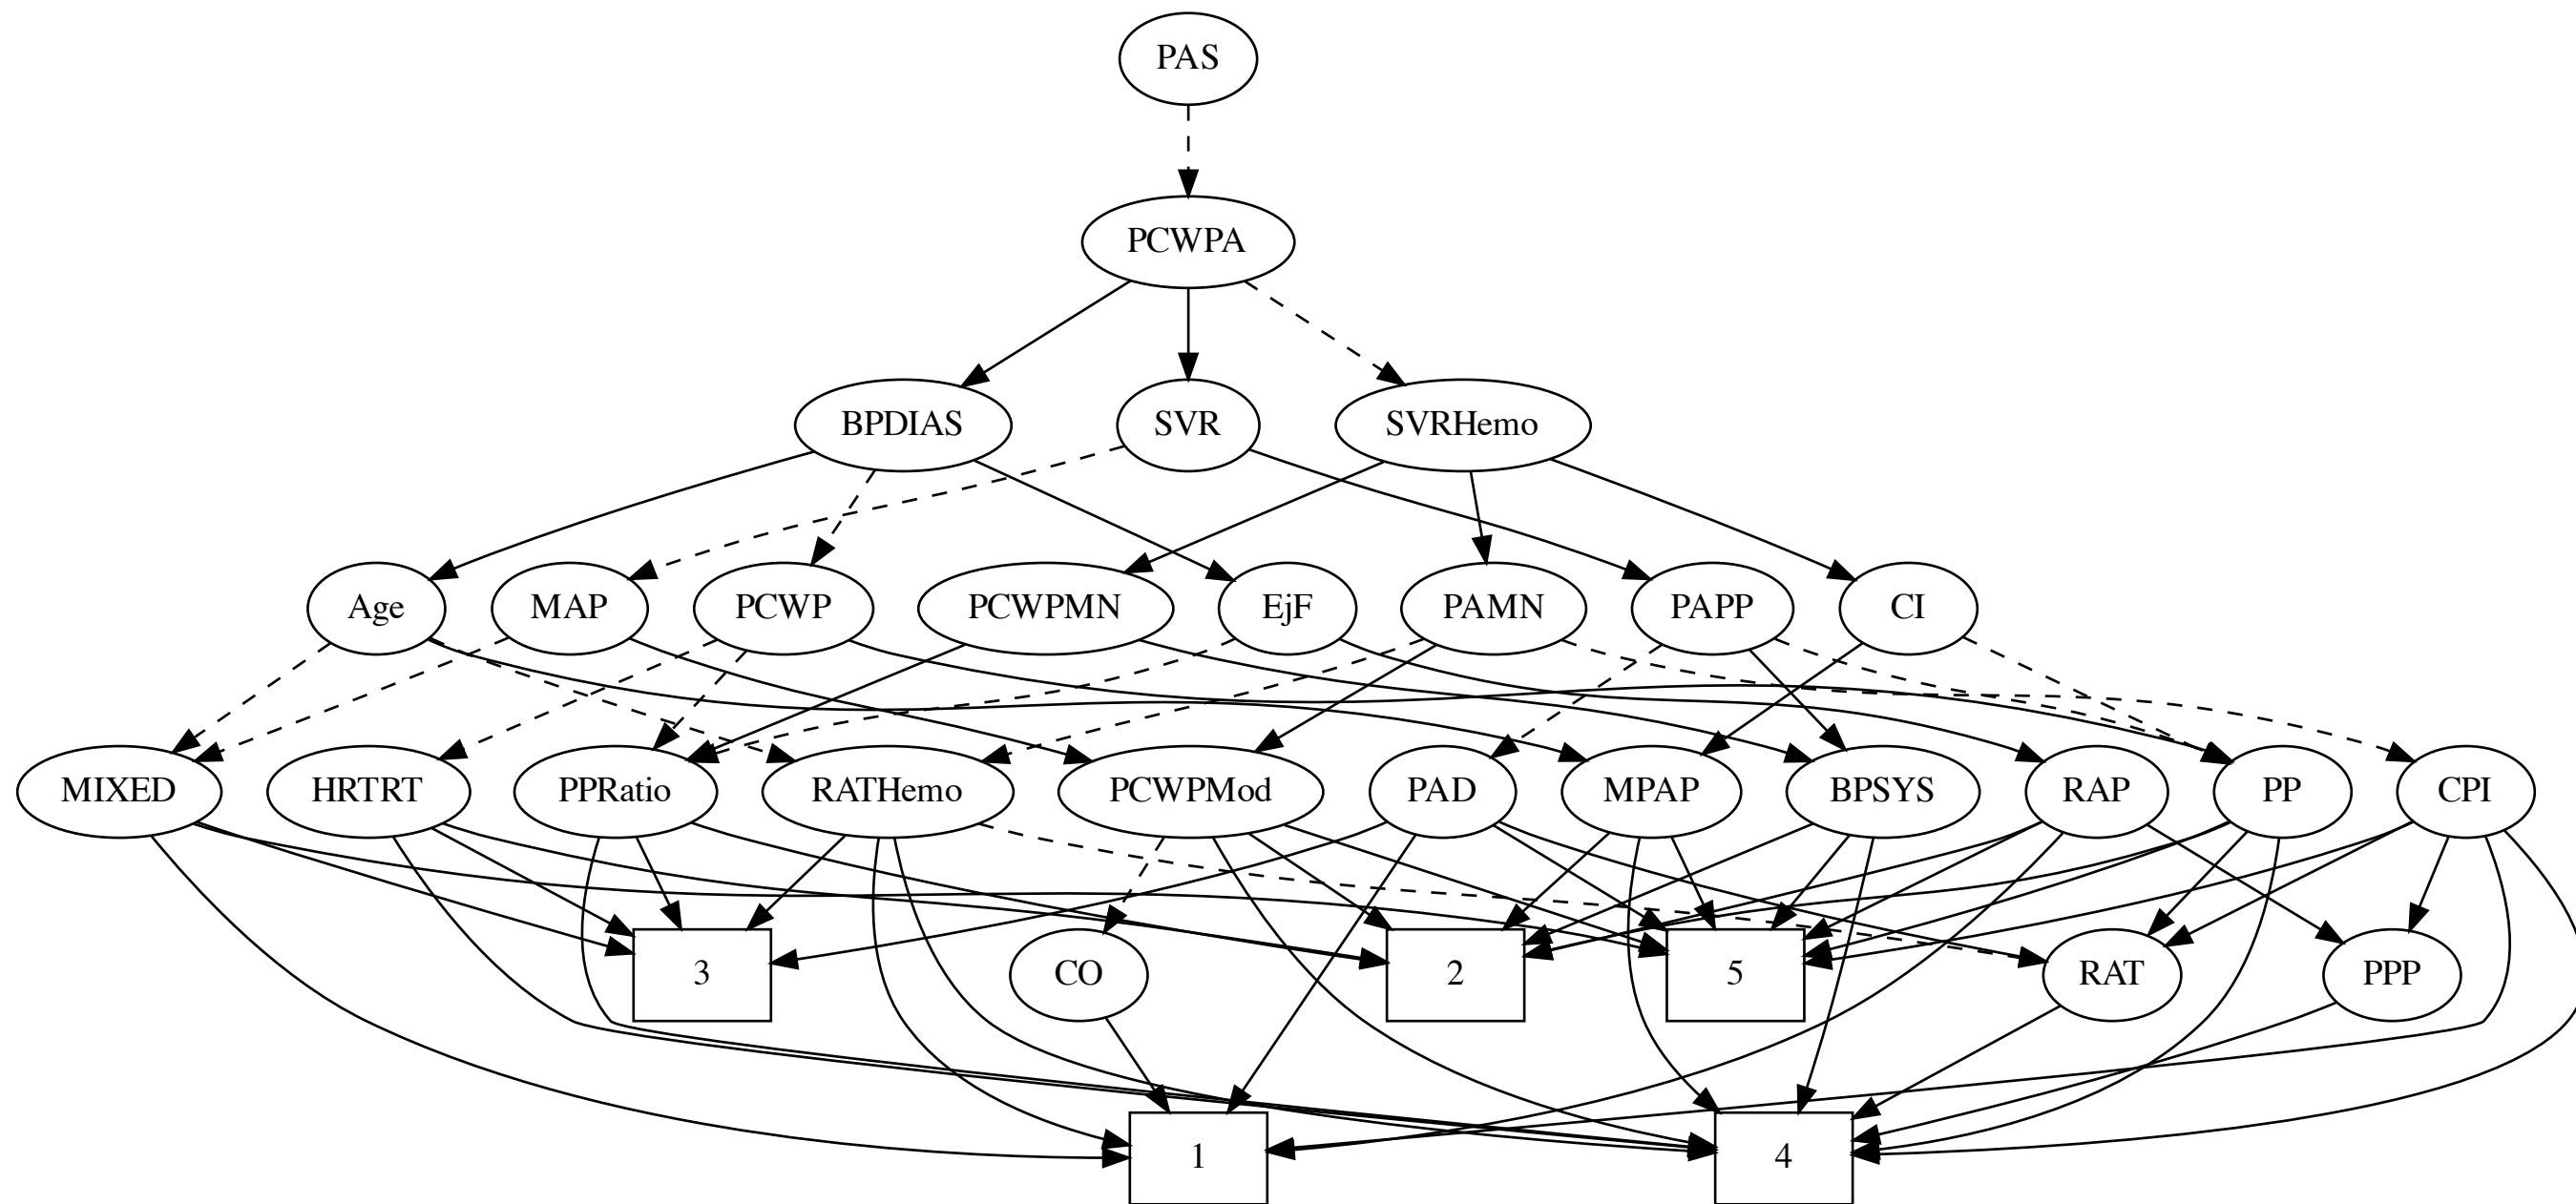 PAS
PCWPA
BPDIAS
SVR
SVRHemo
Age
MAP
PCWP
PCWPMN
EjF
PAMN
PAPP
CI
MIXED
HRTRT
PPRatio
RATHemo
PCWPMod
PAD
MPAP
BPSYS
RAP
PP
CPI
3
CO
2
5
RAT
PPP
1
4